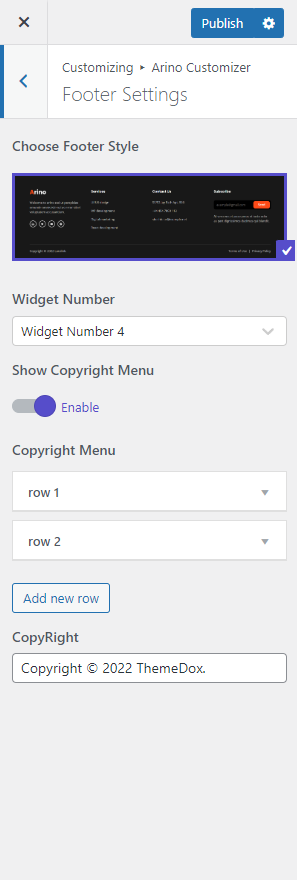 Publish
Customizing ▸ Arino Customizer
Footer Settings
Choose Footer Style
Arino
Services
Contact Us
Subscribe
Widget Number
Widget Number 4
Show Copyright Menu
Enable
Copyright Menu
row 1
row 2
Add new row
CopyRight
Copyright © 2022 ThemeDox.